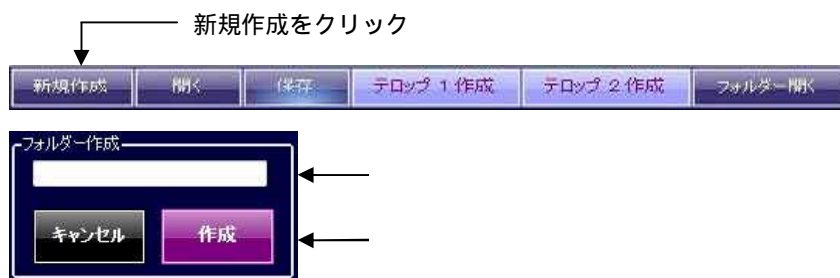 新規作成をクリック
新規作成 開く 保存 テロップ 1 作成 テロップ 2 作成 フォルダー開く
フォルダー作成
キャンセル 作成